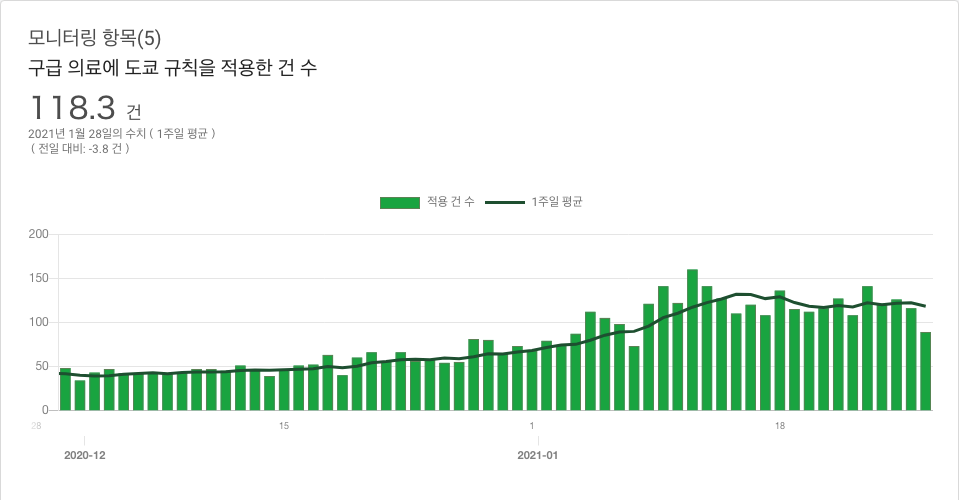 모니터링 항목(5)
구급 의료에 도쿄 규칙을 적용한 건 수
118.3 건
2021년 1월 28일의 수치 ( 1주일 평균 )
( 전일 대비: -3.8 건 )
적용 건 수 1주일 평균
200
150
100
50
0
28 15 1 18
2020-12 2021-01